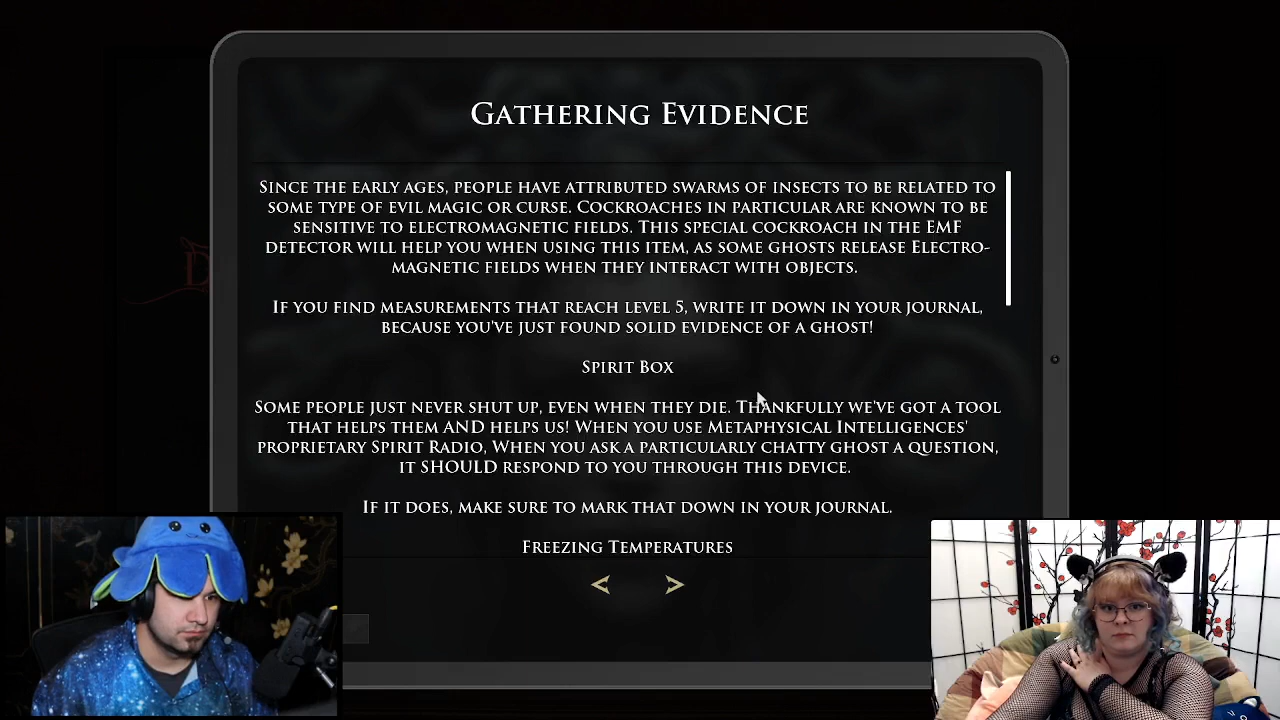 Gathering Evidence
Since the early ages, people have attributed swarms of insects to be related to
some type of evil magic or curse. Cockroaches in particular are known to be
sensitive to electromagnetic fields. This special cockroach in the EMF
detector will help you when using this item, as some ghosts release Electro-
magnetic fields when they interact with objects.
If you find measurements that reach level 5, write it down in your journal,
because you've just found solid evidence of a ghost!
Spirit Box
Some people just never shut up, even when they die. Thankfully we've got a tool
that helps them AND helps us! When you use Metaphysical Intelligences'
proprietary Spirit Radio, When you ask a particularly chatty ghost a question,
it SHOULD respond to you through this device.
If it does, make sure to mark that down in your journal.
Freezing Temperatures